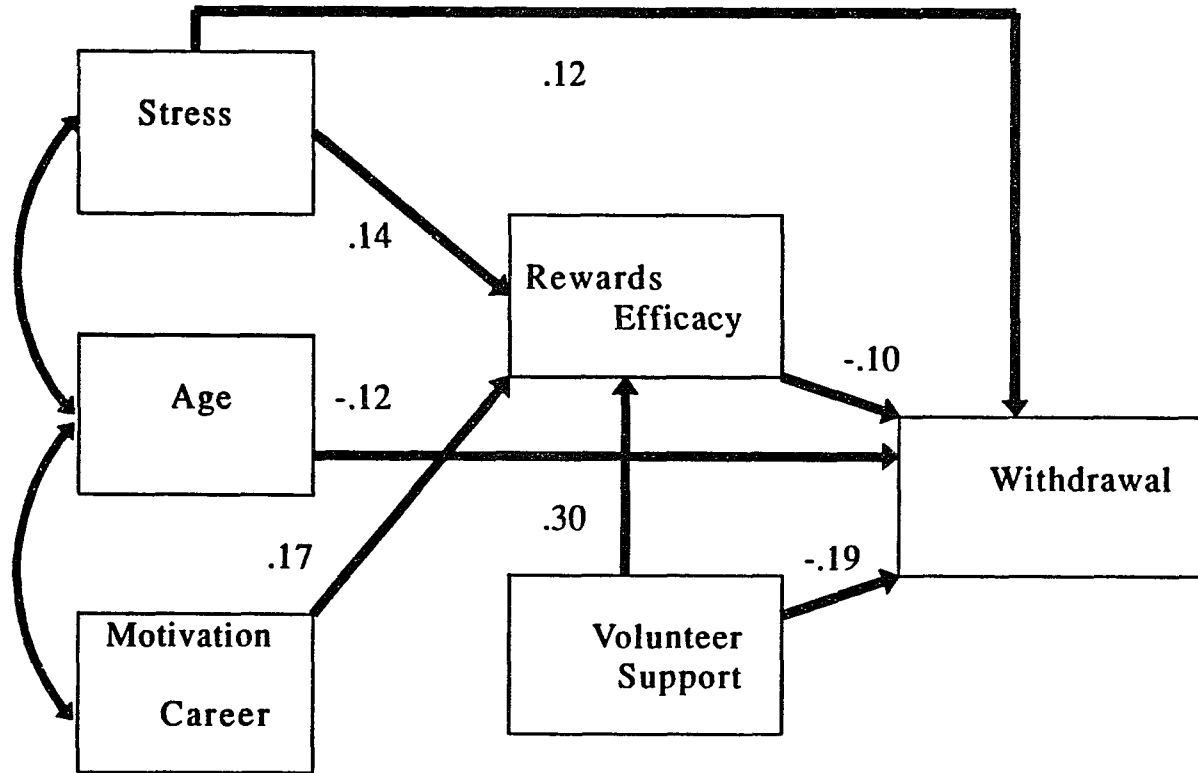 .12
Stress
.14
Rewards
Efficacy
-.10
Age
-.12
Withdrawal
.30
.17
-.19
Motivation
Career
Volunteer
Support